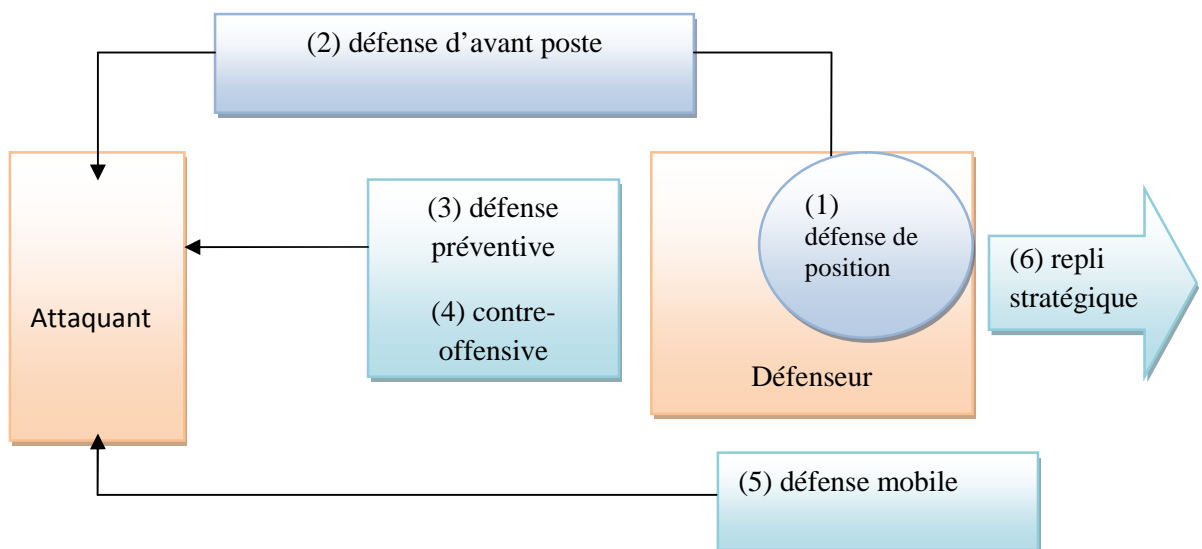 (2) défense d’avant poste
(1)
défense de
position
(3) défense
préventive
(4) contre-
offensive
(6) repli
stratégique
Attaquant
Défenseur
(5) défense mobile